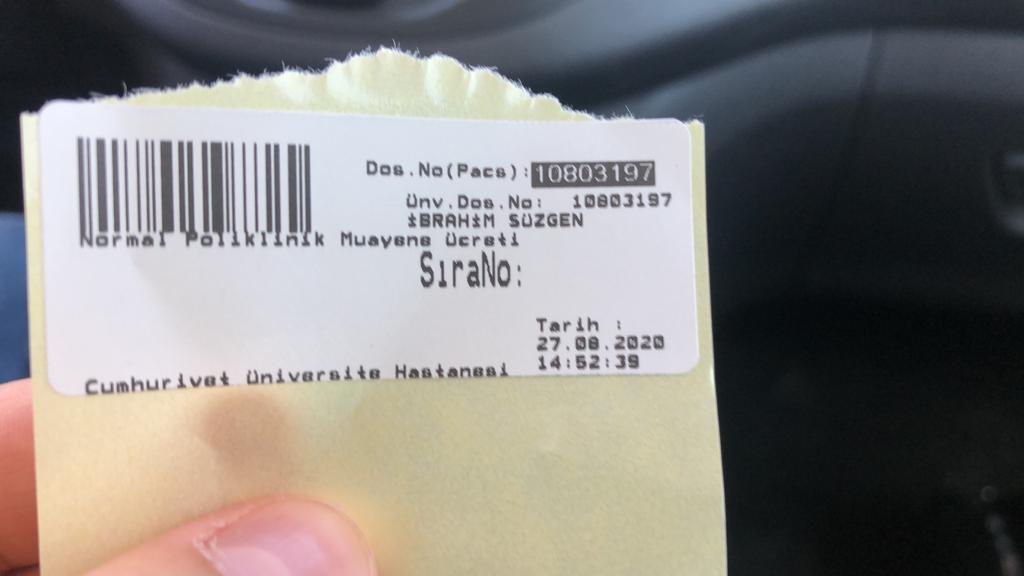 Dos.No(Pacs):10803197
Ünv.Dos.No: 10803197
İBRAHİM SÜZGEN
Normal Poliklinik Muayene Ücreti
SıraNo:
Tarih :
27.08.2020
14:52:39
Cumhuriyet Üniversite Hastanesi